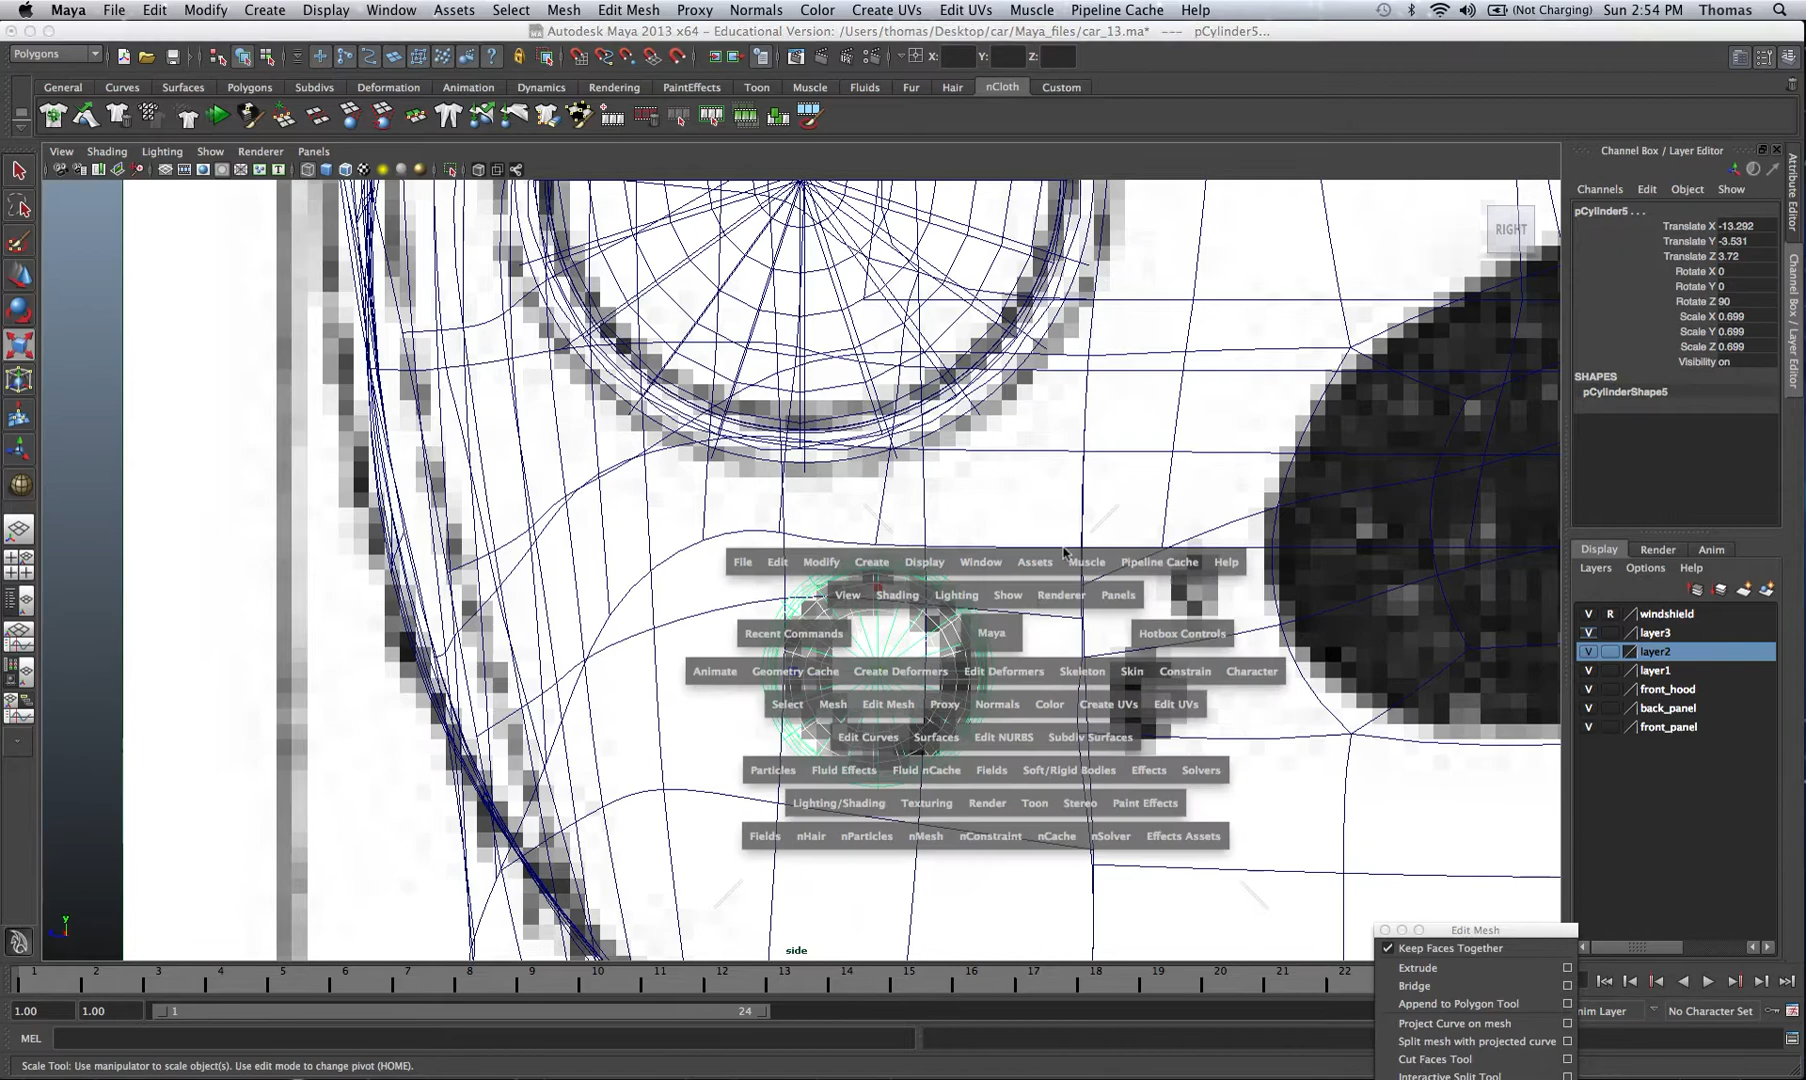 Maya File Edit Modify Create Display Window Assets Select Mesh Edit Mesh Proxy Normals Color Create UVs Edit UVs Muscle Pipeline Cache Help (Not Charging) Sun 2:54 PM Thomas
Autodesk Maya 2013 x64 - Educational Version: /Users/thomas/Desktop/car/Maya_files/car_13.ma* --- pCylinder5...
Polygons X: Y: Z:
General Curves Surfaces Polygons Subdivs Deformation Animation Dynamics Rendering PaintEffects Toon Muscle Fluids Fur Hair nCloth Custom
View Shading Lighting Show Renderer Panels
Channel Box / Layer Editor
Channels Edit Object Show
pCylinder5 . . .
Translate X -13.292
Translate Y -3.531
Translate Z 3.72
Rotate X 0
Rotate Y 0
Rotate Z 90
Scale X 0.699
Scale Y 0.699
Scale Z 0.699
Visibility on
SHAPES
pCylinderShape5
Attribute Editor
Channel Box / Layer Editor
RIGHT
File Edit Modify Create Display Window Assets Muscle Pipeline Cache Help
View Shading Lighting Show Renderer Panels
Recent Commands Maya Hotbox Controls
Animate Geometry Cache Create Deformers Edit Deformers Skeleton Skin Constrain Character
Select Mesh Edit Mesh Proxy Normals Color Create UVs Edit UVs
Edit Curves Surfaces Edit NURBS Subdiv Surfaces
Particles Fluid Effects Fluid nCache Fields Soft/Rigid Bodies Effects Solvers
Lighting/Shading Texturing Render Toon Stereo Paint Effects
Fields nHair nParticles nMesh nConstraint nCache nSolver Effects Assets
Display Render Anim
Layers Options Help
V R windshield
V layer3
V layer2
V layer1
V front_hood
V back_panel
V front_panel
y
side
Edit Mesh
Keep Faces Together
Extrude
Bridge
Append to Polygon Tool
Project Curve on mesh
Split mesh with projected curve
Cut Faces Tool
Interactive Split Tool
1 2 3 4 5 6 7 8 9 10 11 12 13 14 15 16 17 18 19 20 21 22
1.00 1.00 1 24 nim Layer No Character Set
MEL
Scale Tool: Use manipulator to scale object(s). Use edit mode to change pivot (HOME).